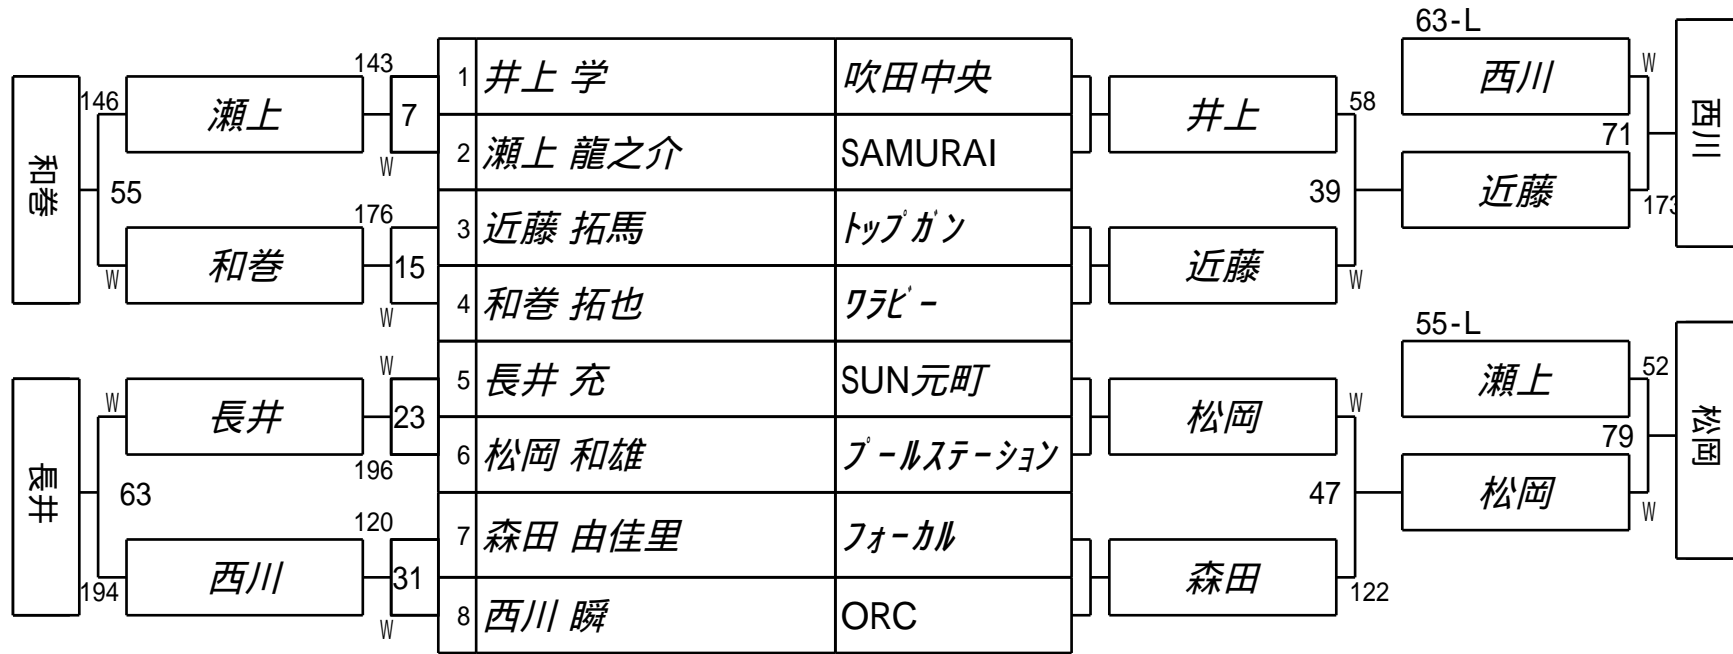 63-L
143
1 井上 学 吹田中央
146 瀬上 7 井上 58 西川 W
2 瀬上 龍之介 SAMURAI
W
和巻 55 39 71 西川
176
3 近藤 拓馬 トップガン 近藤 173
W 和巻 15 近藤 W
4 和巻 拓也 ワラビー
W
55-L
W
5 長井 充 SUN元町
W 長井 23 松岡 W 瀬上 52
196
6 松岡 和雄 プールステーション
長井 63 47 79 松岡
120
7 森田 由佳里 フォーカル 松岡 W
194 西川 31 森田 122
8 西川 瞬 ORC
W